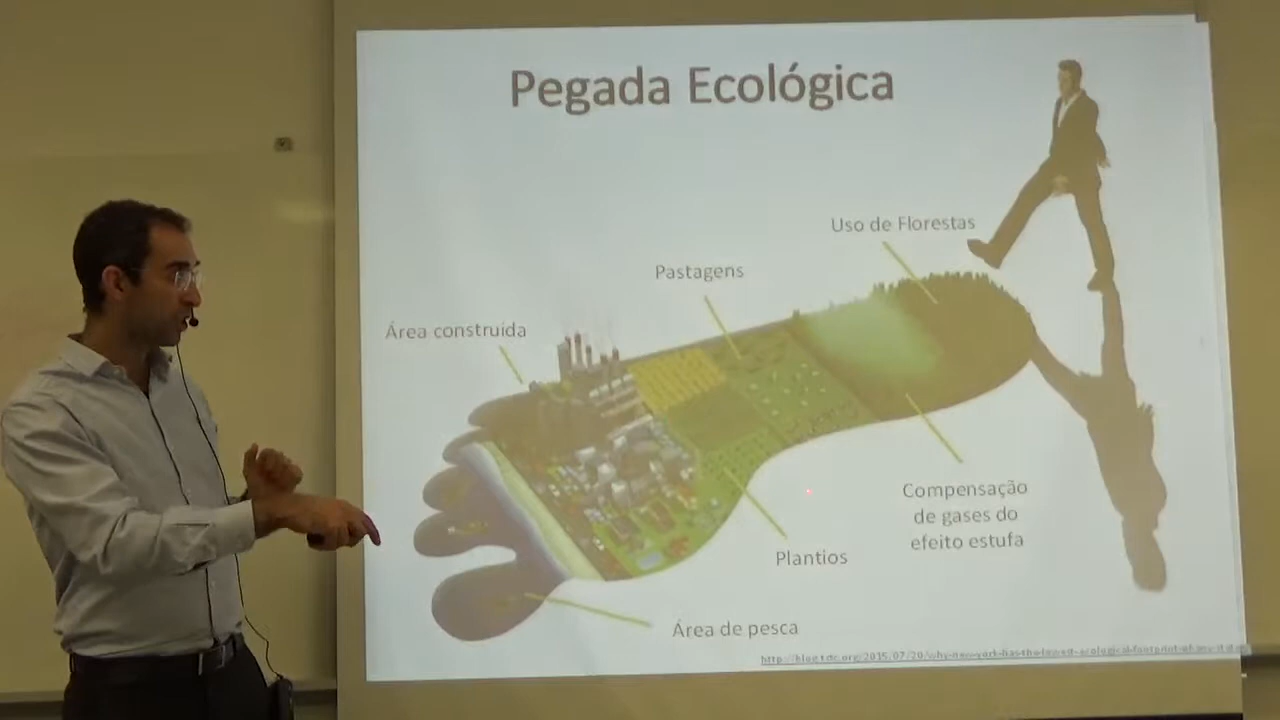 Pegada Ecológica
Uso de Florestas
Pastagens
Área construída
Compensação
de gases do
efeito estufa
Plantios
Área de pesca